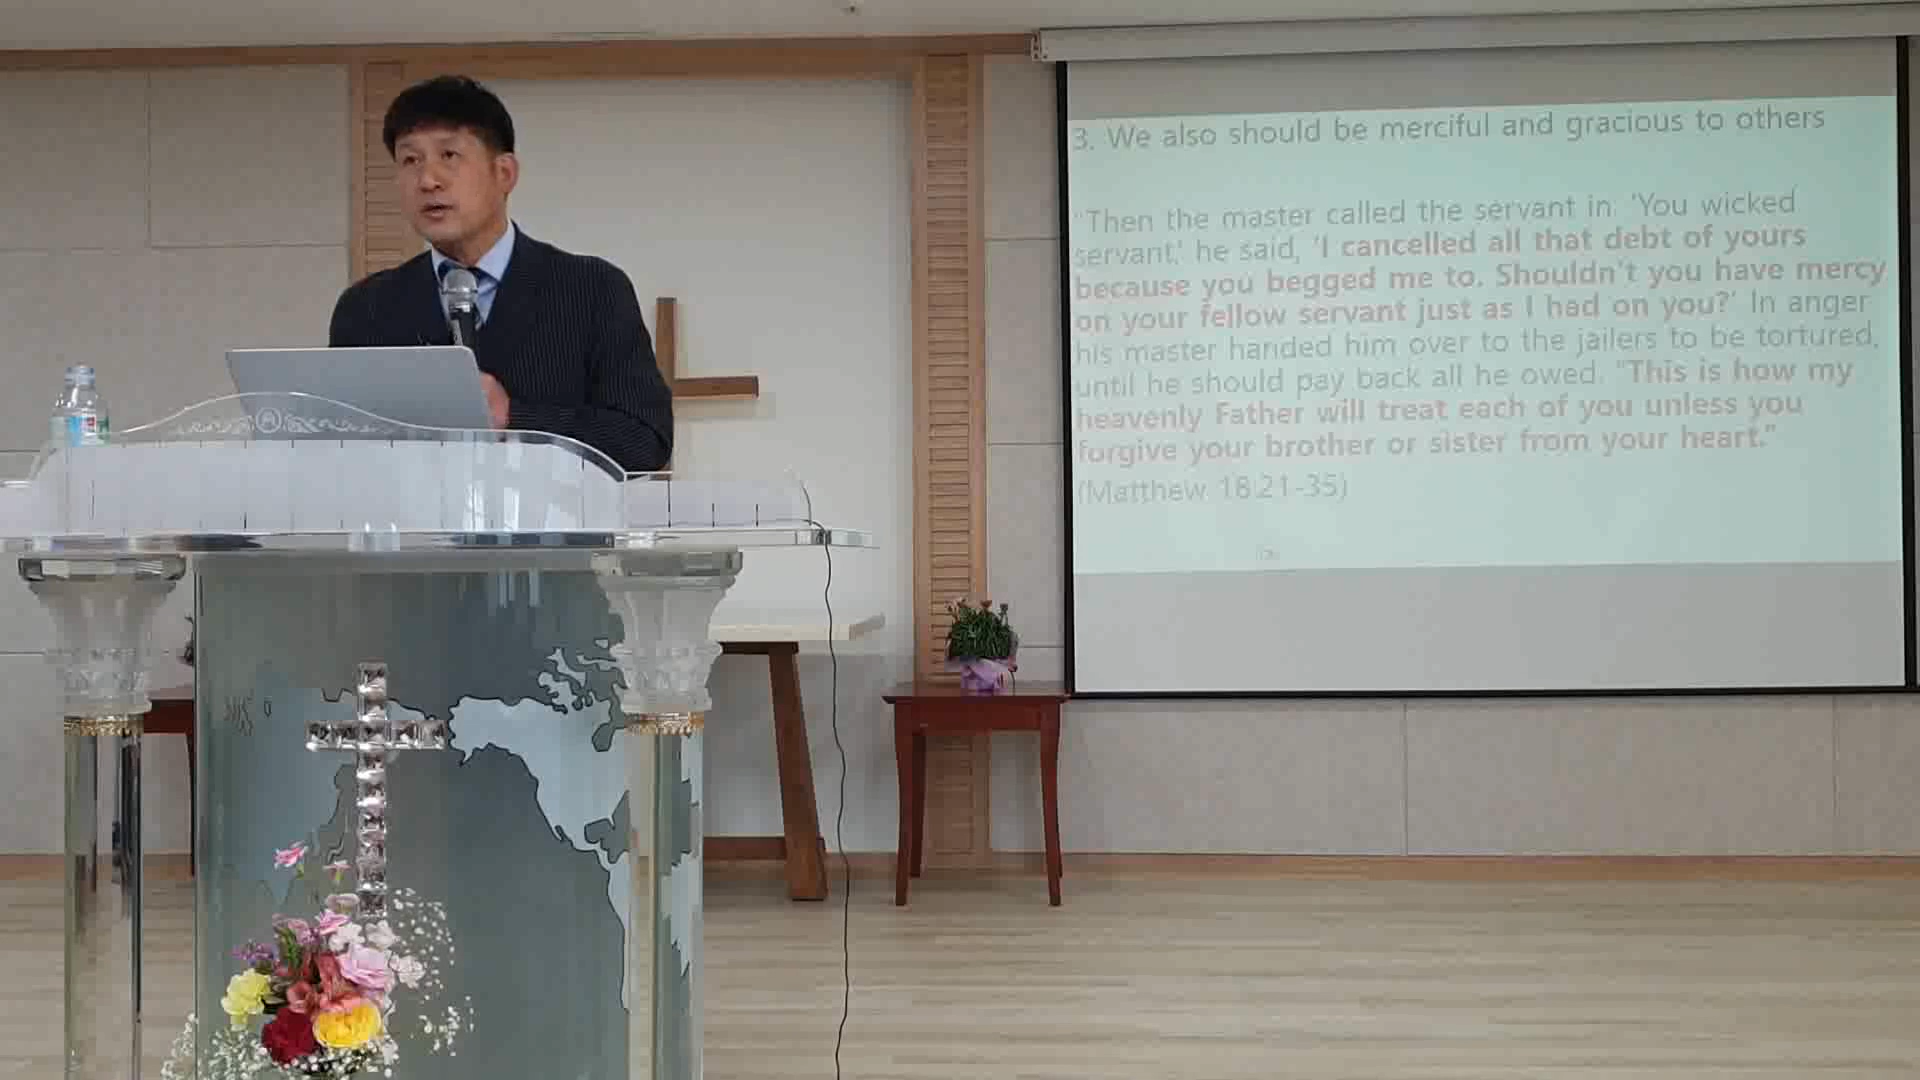 3. We also should be merciful and gracious to others
"Then the master called the servant in. 'You wicked
servant,' he said, 'I cancelled all that debt of yours
because you begged me to. Shouldn't you have mercy
on your fellow servant just as I had on you?' In anger
his master handed him over to the jailers to be tortured,
until he should pay back all he owed. "This is how my
heavenly Father will treat each of you unless you
forgive your brother or sister from your heart."
(Matthew 18:21-35)